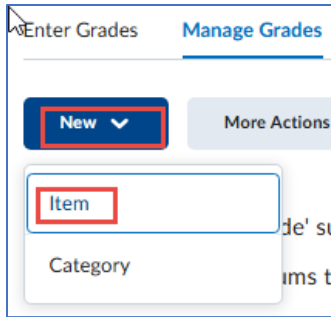 Enter Grades Manage Grades
New More Actions
Item
de' su
Category
ums t